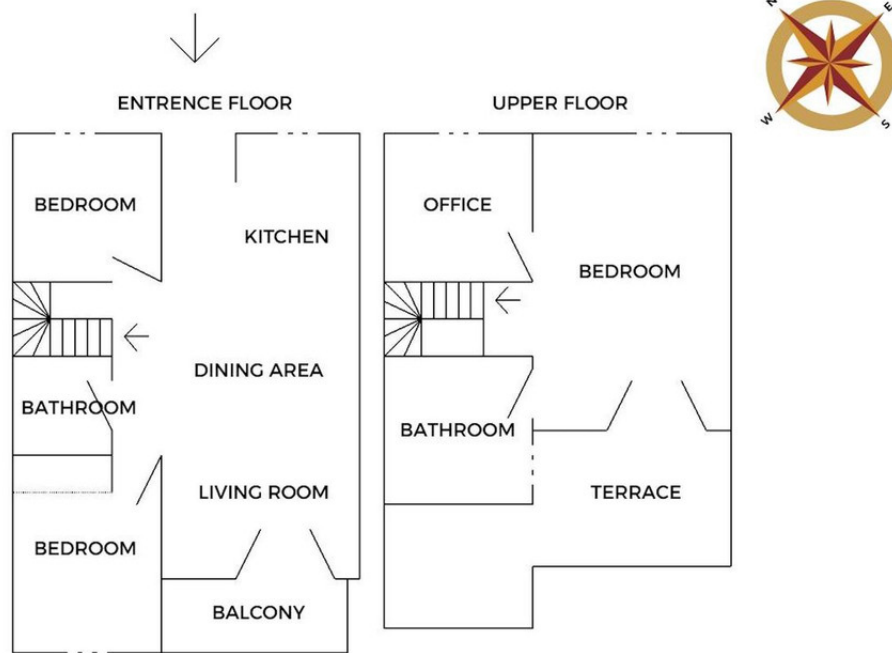 ENTRENCE FLOOR
BEDROOM
KITCHEN
DINING AREA
BATHROOM
LIVING ROOM
BEDROOM
BALCONY
UPPER FLOOR
OFFICE
BEDROOM
BATHROOM
TERRACE
N
E
W
S